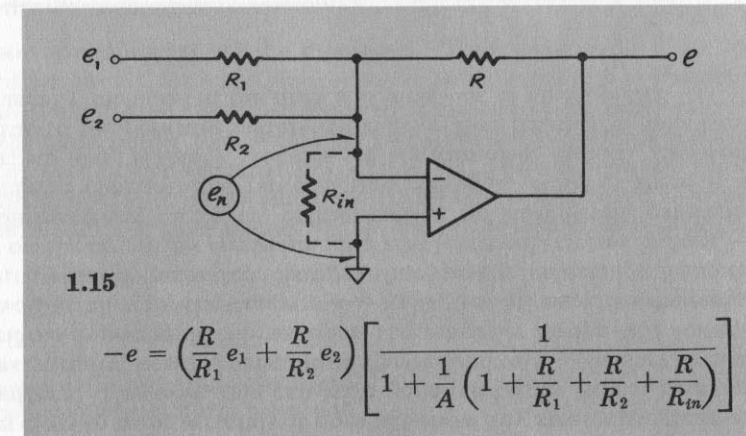 e₁ R₁ R e
e₂ R₂
eₙ Rᵢₙ −
+
1.15
−e = (R/R₁ e₁ + R/R₂ e₂) [1 / (1 + 1/A (1 + R/R₁ + R/R₂ + R/Rᵢₙ))]